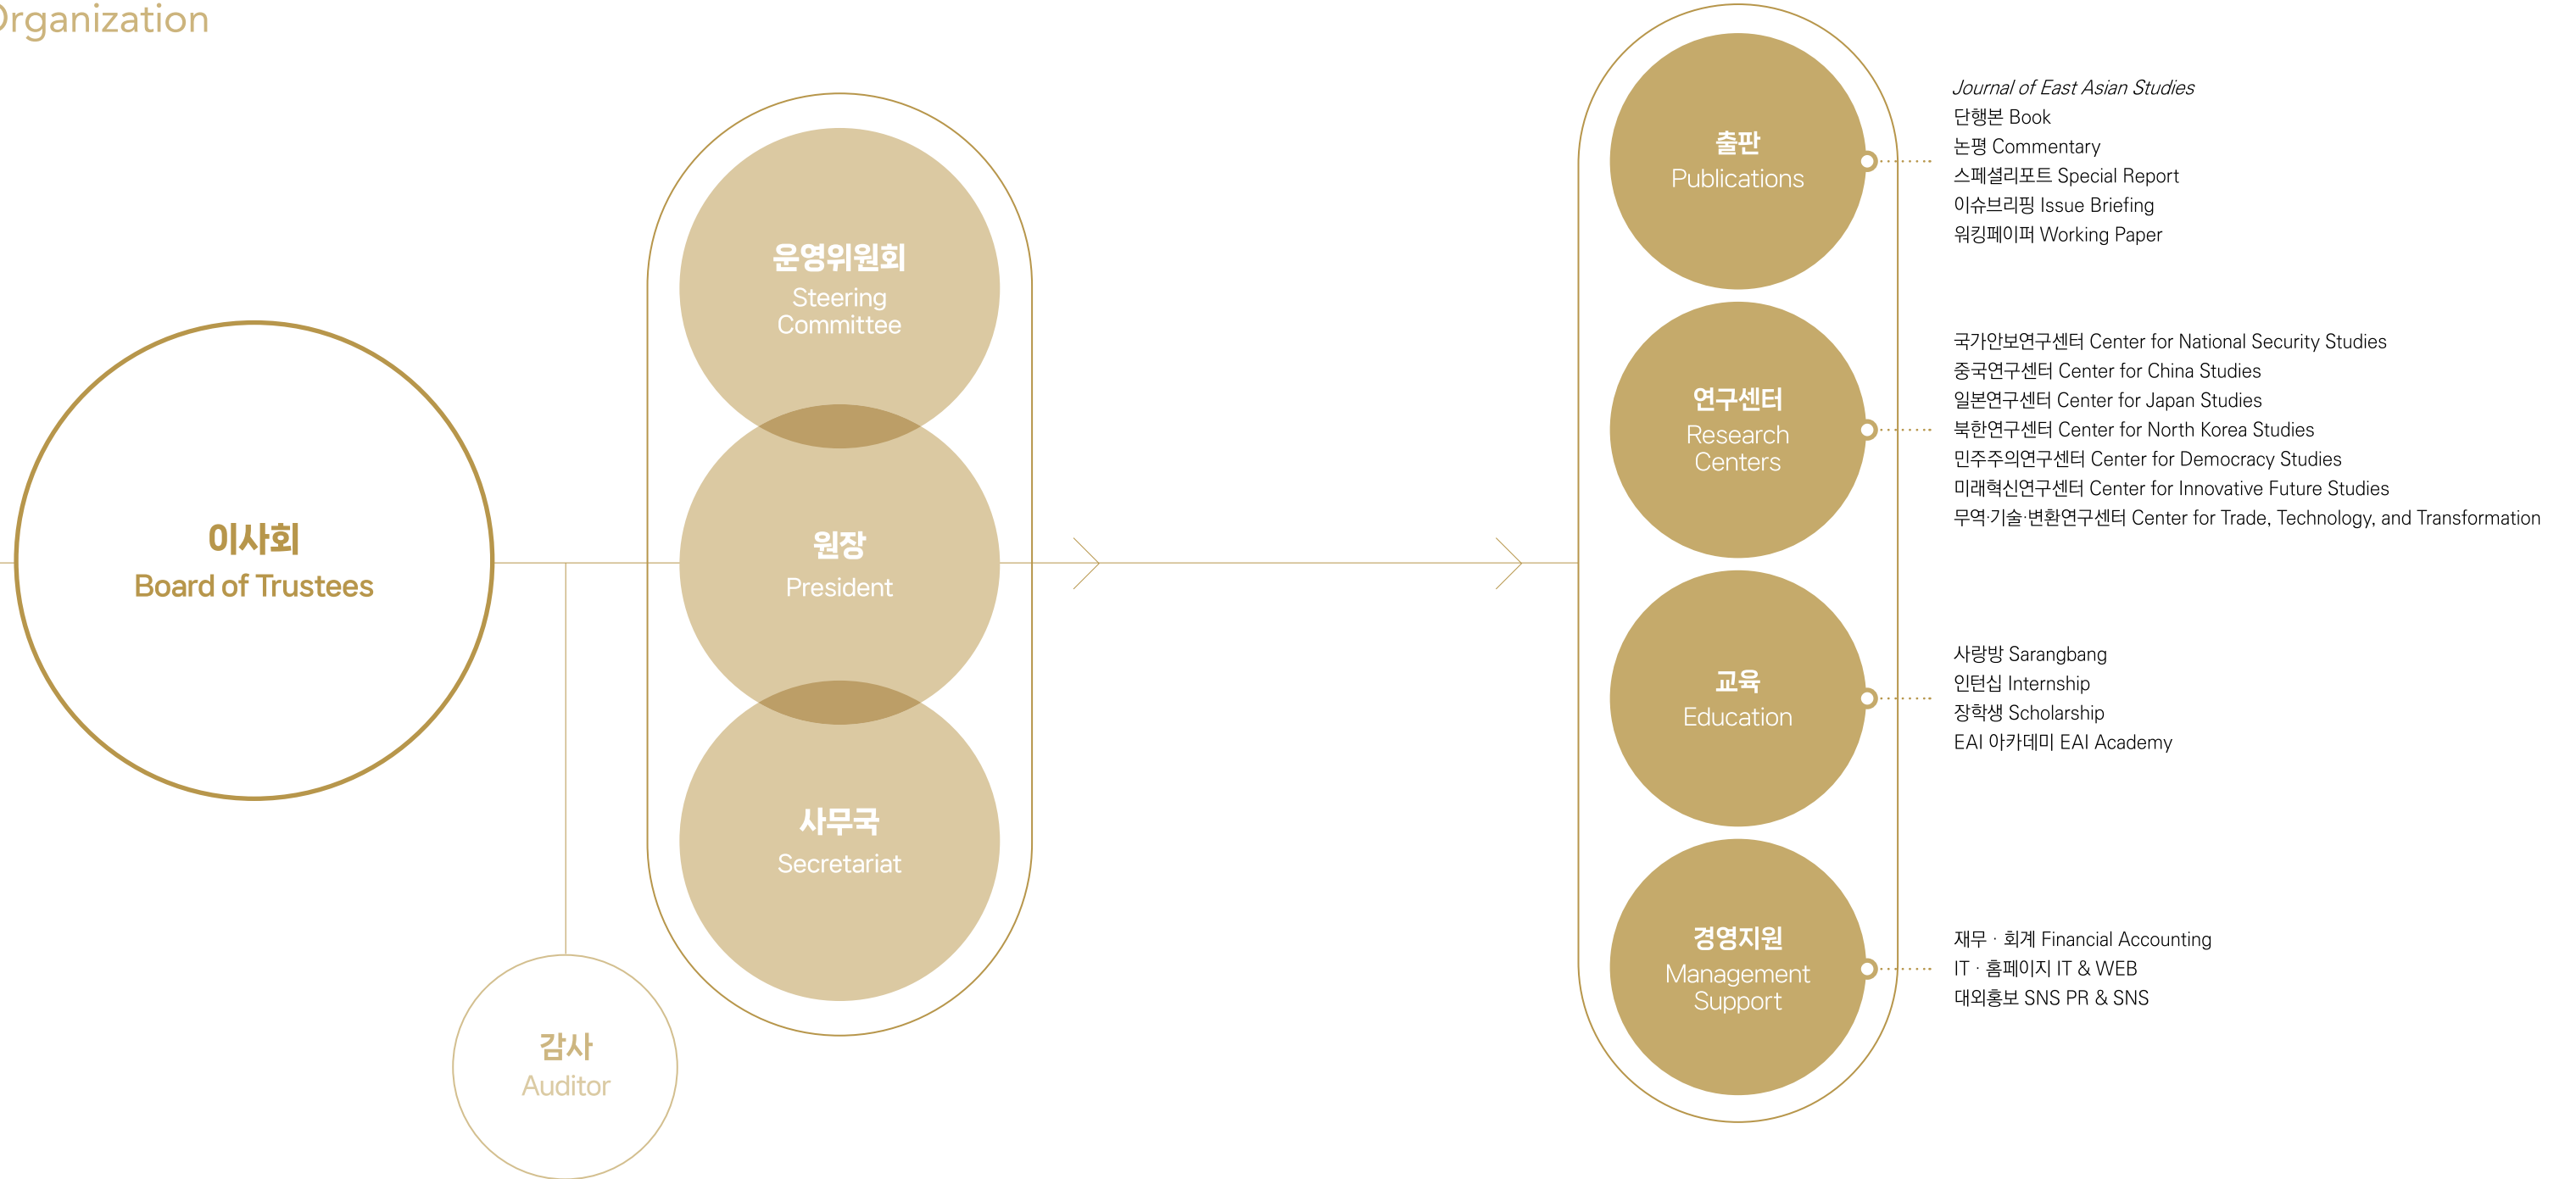 Organization
이사회
Board of Trustees
감사
Auditor
운영위원회
Steering
Committee
원장
President
사무국
Secretariat
출판
Publications
Journal of East Asian Studies
단행본 Book
논평 Commentary
스페셜리포트 Special Report
이슈브리핑 Issue Briefing
워킹페이퍼 Working Paper
연구센터
Research
Centers
국가안보연구센터 Center for National Security Studies
중국연구센터 Center for China Studies
일본연구센터 Center for Japan Studies
북한연구센터 Center for North Korea Studies
민주주의연구센터 Center for Democracy Studies
미래혁신연구센터 Center for Innovative Future Studies
무역·기술·변환연구센터 Center for Trade, Technology, and Transformation
교육
Education
사랑방 Sarangbang
인턴십 Internship
장학생 Scholarship
EAI 아카데미 EAI Academy
경영지원
Management
Support
재무 · 회계 Financial Accounting
IT · 홈페이지 IT & WEB
대외홍보 SNS PR & SNS